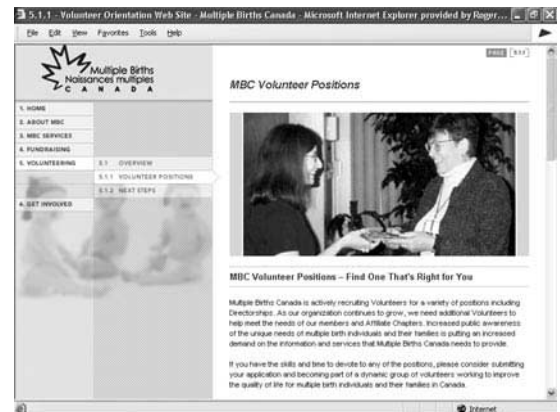 5.1.1 - Volunteer Orientation Web Site - Multiple Births Canada - Microsoft Internet Explorer provided by Roger...
File Edit View Favorites Tools Help
PAGE 5.1.1
Multiple Births
Naissances multiples
CANADA
MBC Volunteer Positions
1. HOME
2. ABOUT MBC
3. MBC SERVICES
4. FUNDRAISING
5. VOLUNTEERING
5.1 OVERVIEW
5.1.1 VOLUNTEER POSITIONS
5.1.2 NEXT STEPS
6. GET INVOLVED
MBC Volunteer Positions – Find One That's Right for You
Multiple Births Canada is actively recruiting Volunteers for a variety of positions including
Directorships. As our organization continues to grow, we need additional Volunteers to
help meet the needs of our members and Affiliate Chapters. Increased public awareness
of the unique needs of multiple birth individuals and their families is putting an increased
demand on the information and services that Multiple Births Canada needs to provide.
If you have the skills and time to devote to any of the positions, please consider submitting
your application and becoming part of a dynamic group of volunteers working to improve
the quality of life for multiple birth individuals and their families in Canada.
Internet